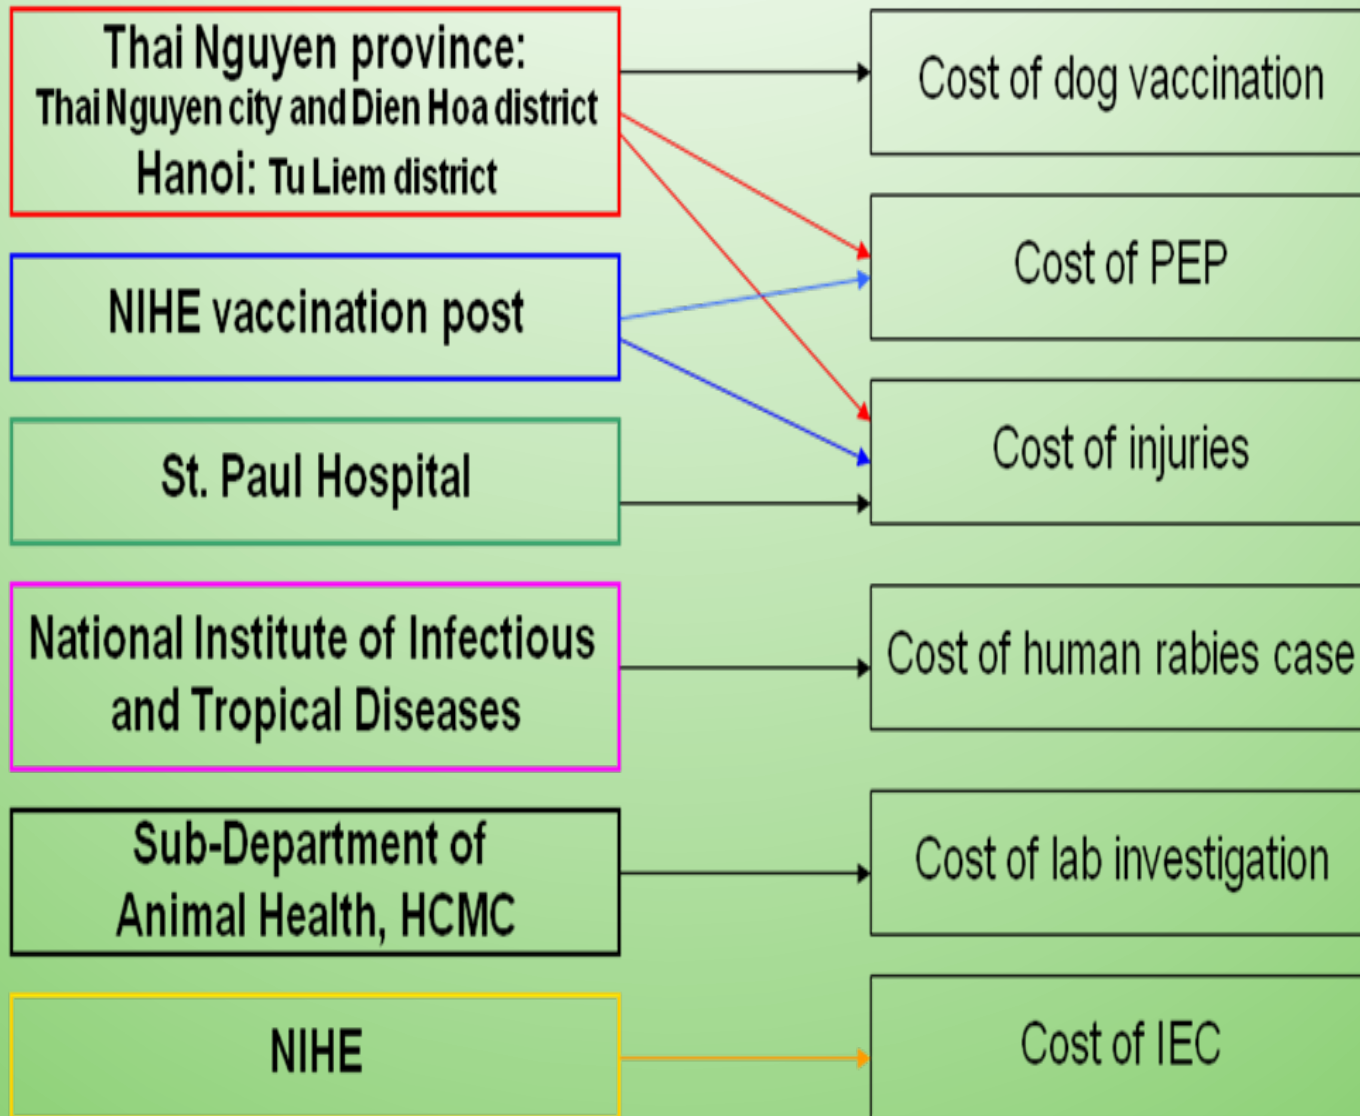 Thai Nguyen province:
Thai Nguyen city and Dien Hoa district
Hanoi: Tu Liem district
NIHE vaccination post
St. Paul Hospital
National Institute of Infectious
and Tropical Diseases
Sub-Department of
Animal Health, HCMC
NIHE
Cost of dog vaccination
Cost of PEP
Cost of injuries
Cost of human rabies case
Cost of lab investigation
Cost of IEC